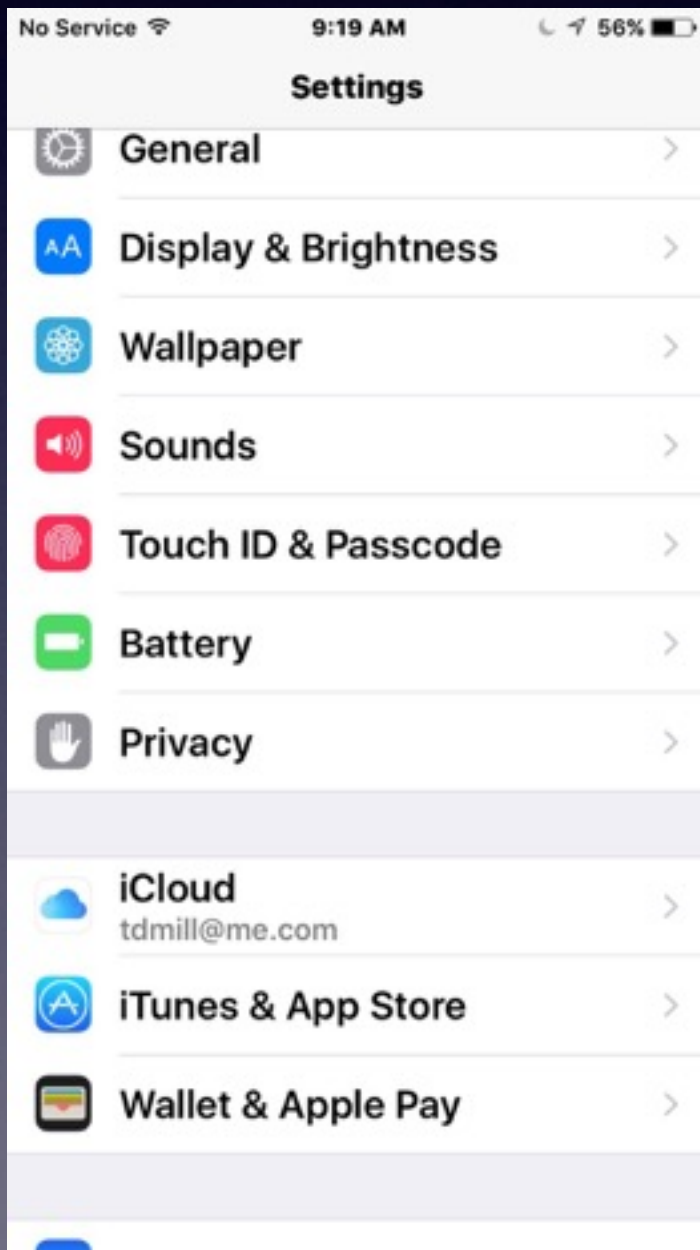 No Service 9:19 AM 56%
Settings
General
Display & Brightness
AA
Wallpaper
Sounds
Touch ID & Passcode
Battery
Privacy
iCloud
tdmill@me.com
iTunes & App Store
Wallet & Apple Pay